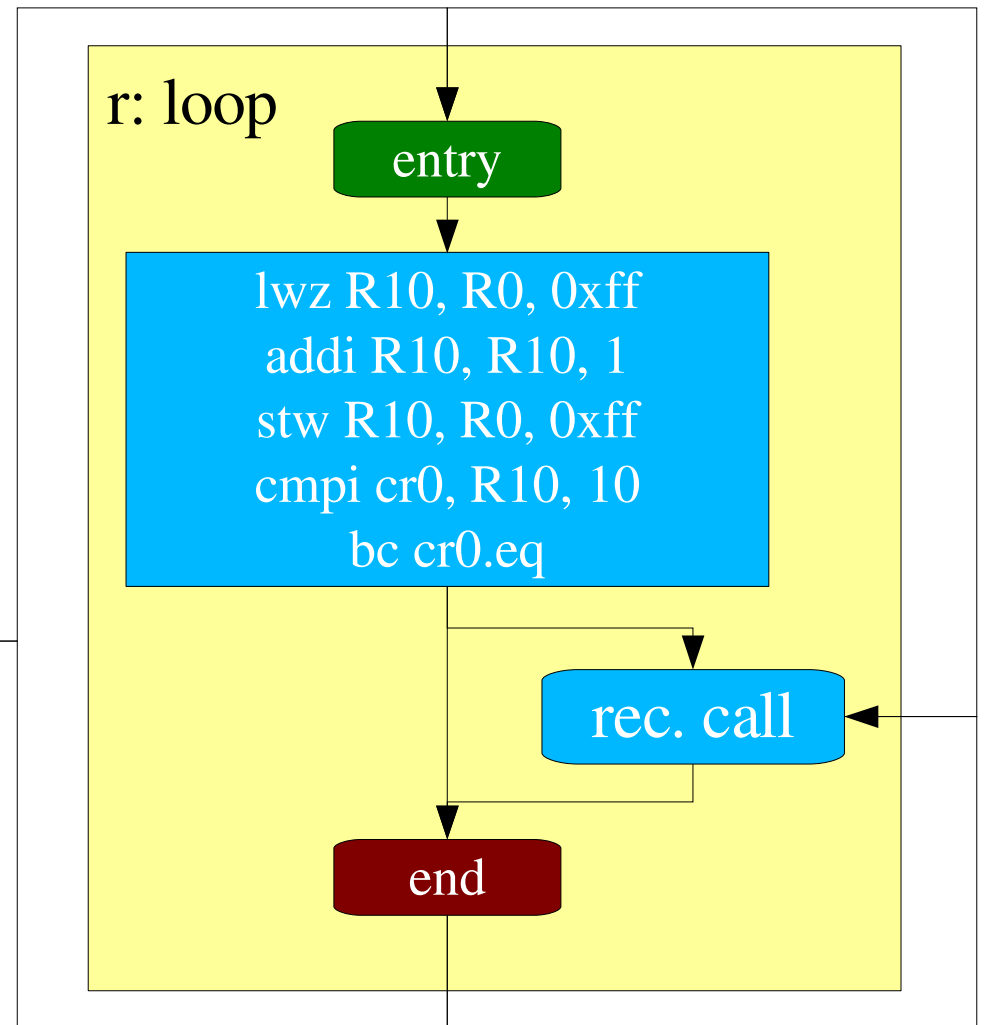 r: loop
entry
lwz R10, R0, 0xff
addi R10, R10, 1
stw R10, R0, 0xff
cmpi cr0, R10, 10
bc cr0.eq
rec. call
end